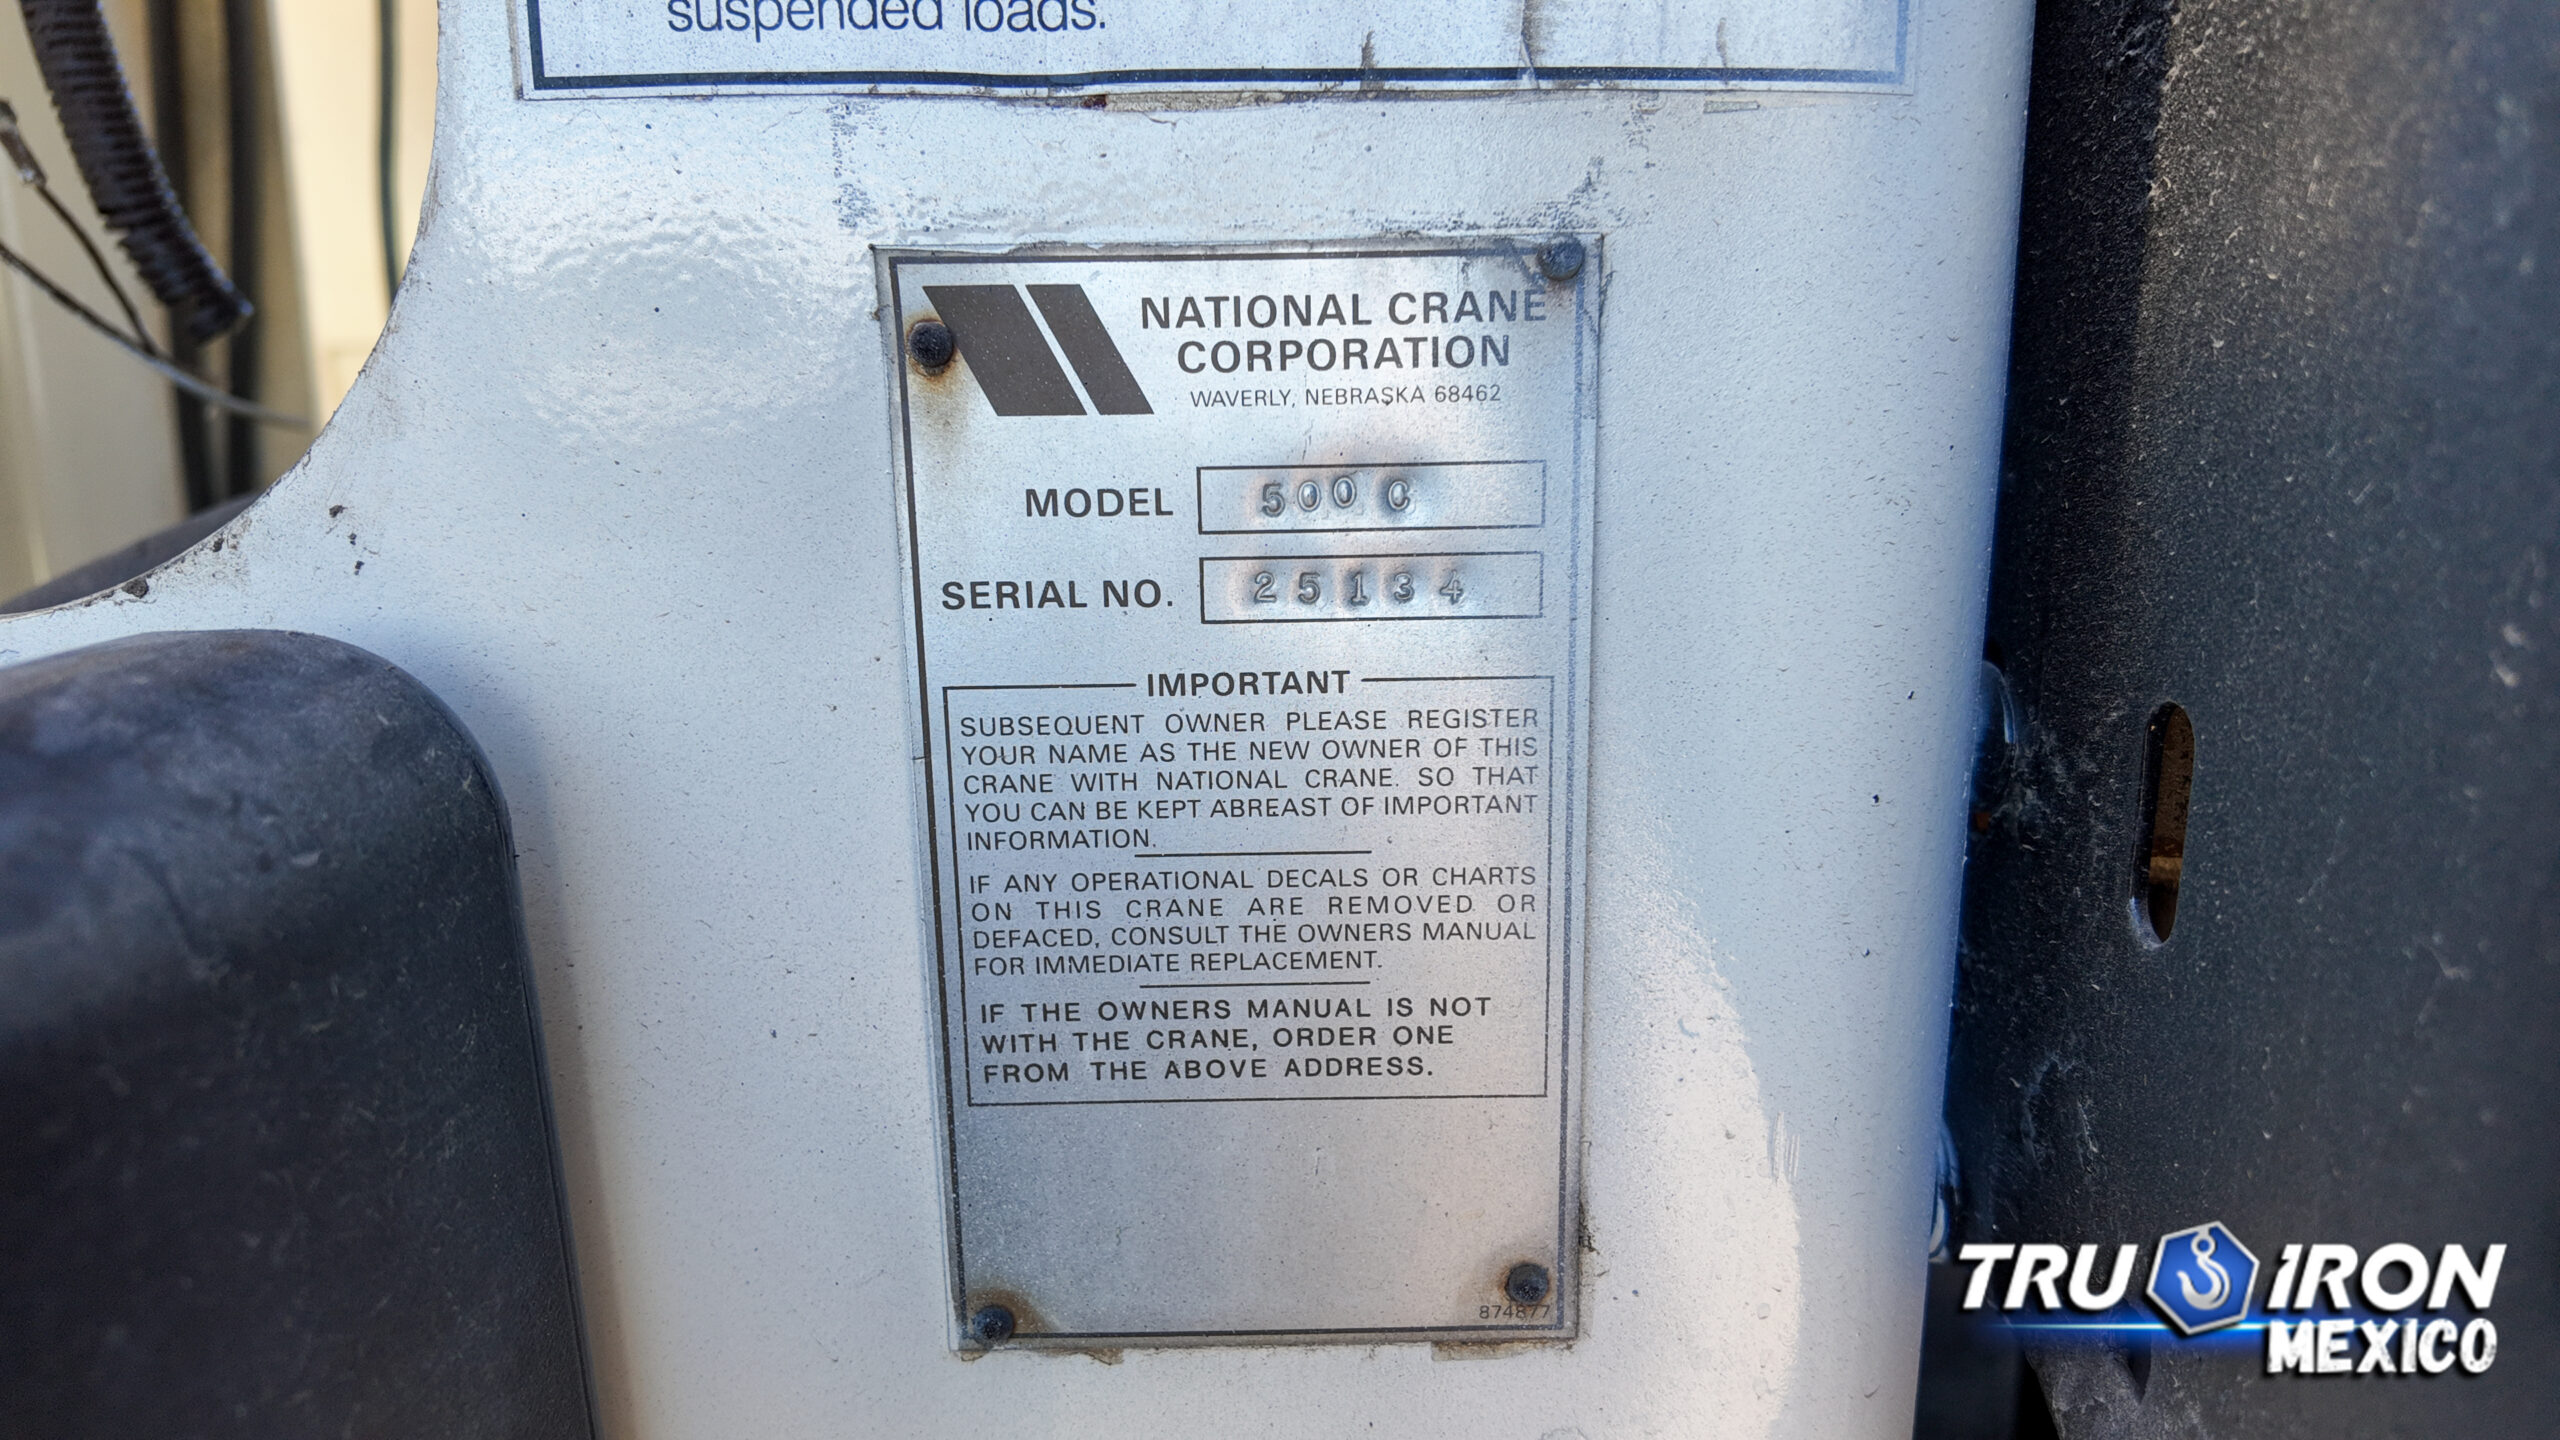 suspended loads.
NATIONAL CRANE
CORPORATION
WAVERLY, NEBRASKA 68462
MODEL 500C
SERIAL NO. 25134
IMPORTANT
SUBSEQUENT OWNER PLEASE REGISTER
YOUR NAME AS THE NEW OWNER OF THIS
CRANE WITH NATIONAL CRANE. SO THAT
YOU CAN BE KEPT ABREAST OF IMPORTANT
INFORMATION.
IF ANY OPERATIONAL DECALS OR CHARTS
ON THIS CRANE ARE REMOVED OR
DEFACED, CONSULT THE OWNERS MANUAL
FOR IMMEDIATE REPLACEMENT.
IF THE OWNERS MANUAL IS NOT
WITH THE CRANE, ORDER ONE
FROM THE ABOVE ADDRESS.
874877
TRU IRON
MEXICO